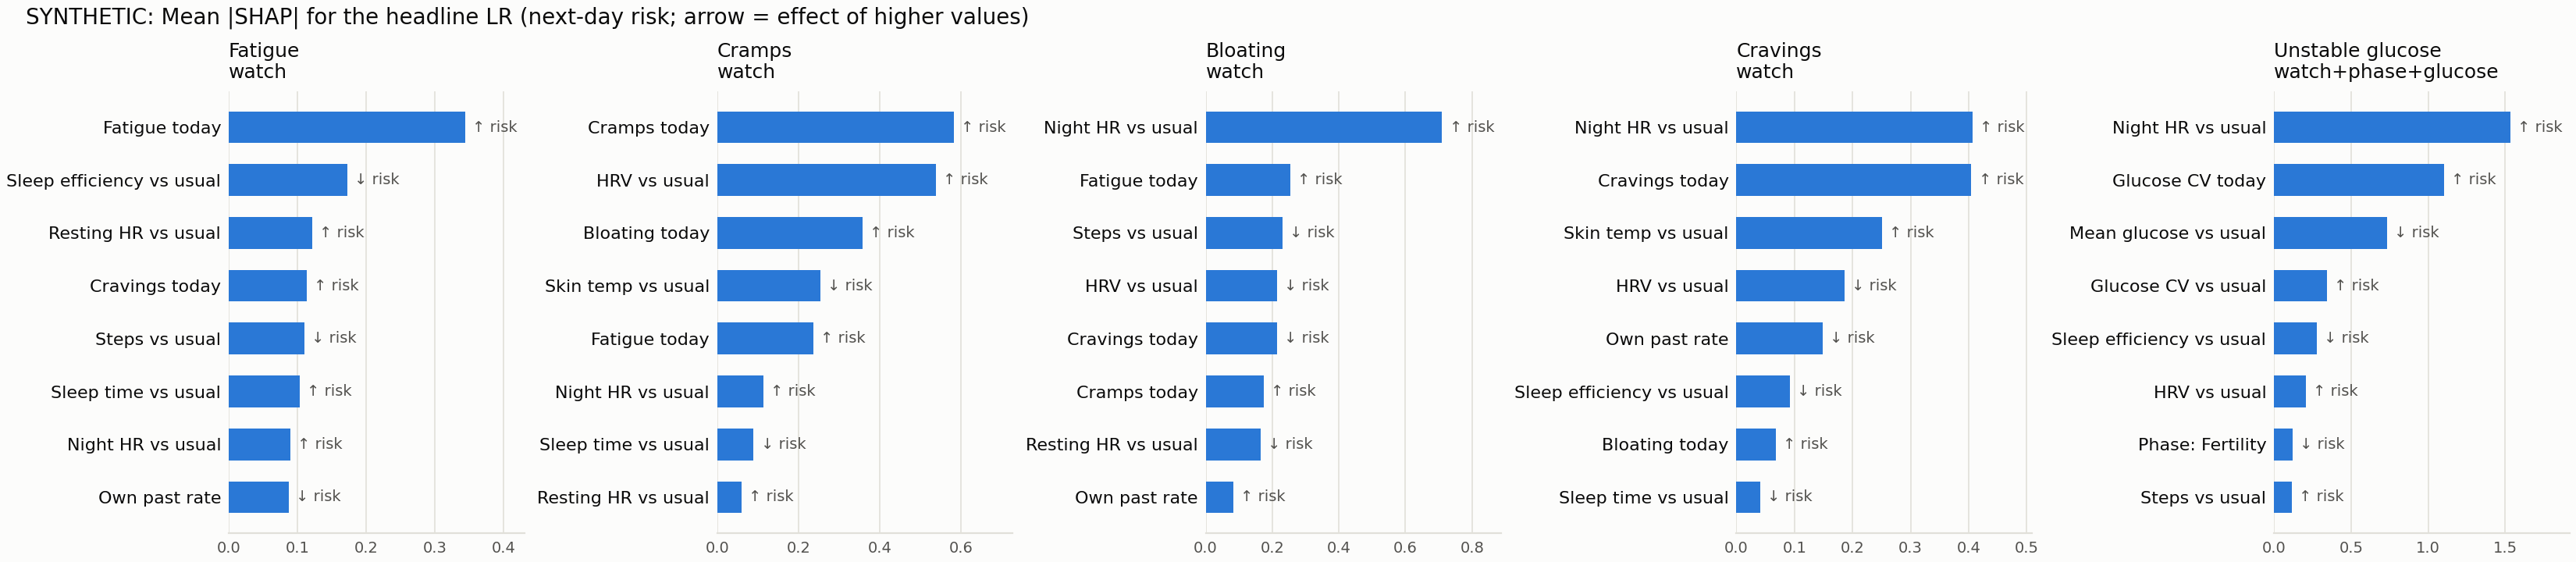 SYNTHETIC: Mean |SHAP| for the headline LR (next-day risk; arrow = effect of higher values)
Fatigue
watch
Fatigue today ↑ risk
Sleep efficiency vs usual ↓ risk
Resting HR vs usual ↑ risk
Cravings today ↑ risk
Steps vs usual ↓ risk
Sleep time vs usual ↑ risk
Night HR vs usual ↑ risk
Own past rate ↓ risk
0.0 0.1 0.2 0.3 0.4
Cramps
watch
Cramps today ↑ risk
HRV vs usual ↑ risk
Bloating today ↑ risk
Skin temp vs usual ↓ risk
Fatigue today ↑ risk
Night HR vs usual ↑ risk
Sleep time vs usual ↓ risk
Resting HR vs usual ↑ risk
0.0 0.2 0.4 0.6
Bloating
watch
Night HR vs usual ↑ risk
Fatigue today ↑ risk
Steps vs usual ↓ risk
HRV vs usual ↓ risk
Cravings today ↓ risk
Cramps today ↑ risk
Resting HR vs usual ↓ risk
Own past rate ↑ risk
0.0 0.2 0.4 0.6 0.8
Cravings
watch
Night HR vs usual ↑ risk
Cravings today ↑ risk
Skin temp vs usual ↑ risk
HRV vs usual ↓ risk
Own past rate ↓ risk
Sleep efficiency vs usual ↓ risk
Bloating today ↑ risk
Sleep time vs usual ↓ risk
0.0 0.1 0.2 0.3 0.4 0.5
Unstable glucose
watch+phase+glucose
Night HR vs usual ↑ risk
Glucose CV today ↑ risk
Mean glucose vs usual ↓ risk
Glucose CV vs usual ↑ risk
Sleep efficiency vs usual ↓ risk
HRV vs usual ↑ risk
Phase: Fertility ↓ risk
Steps vs usual ↑ risk
0.0 0.5 1.0 1.5